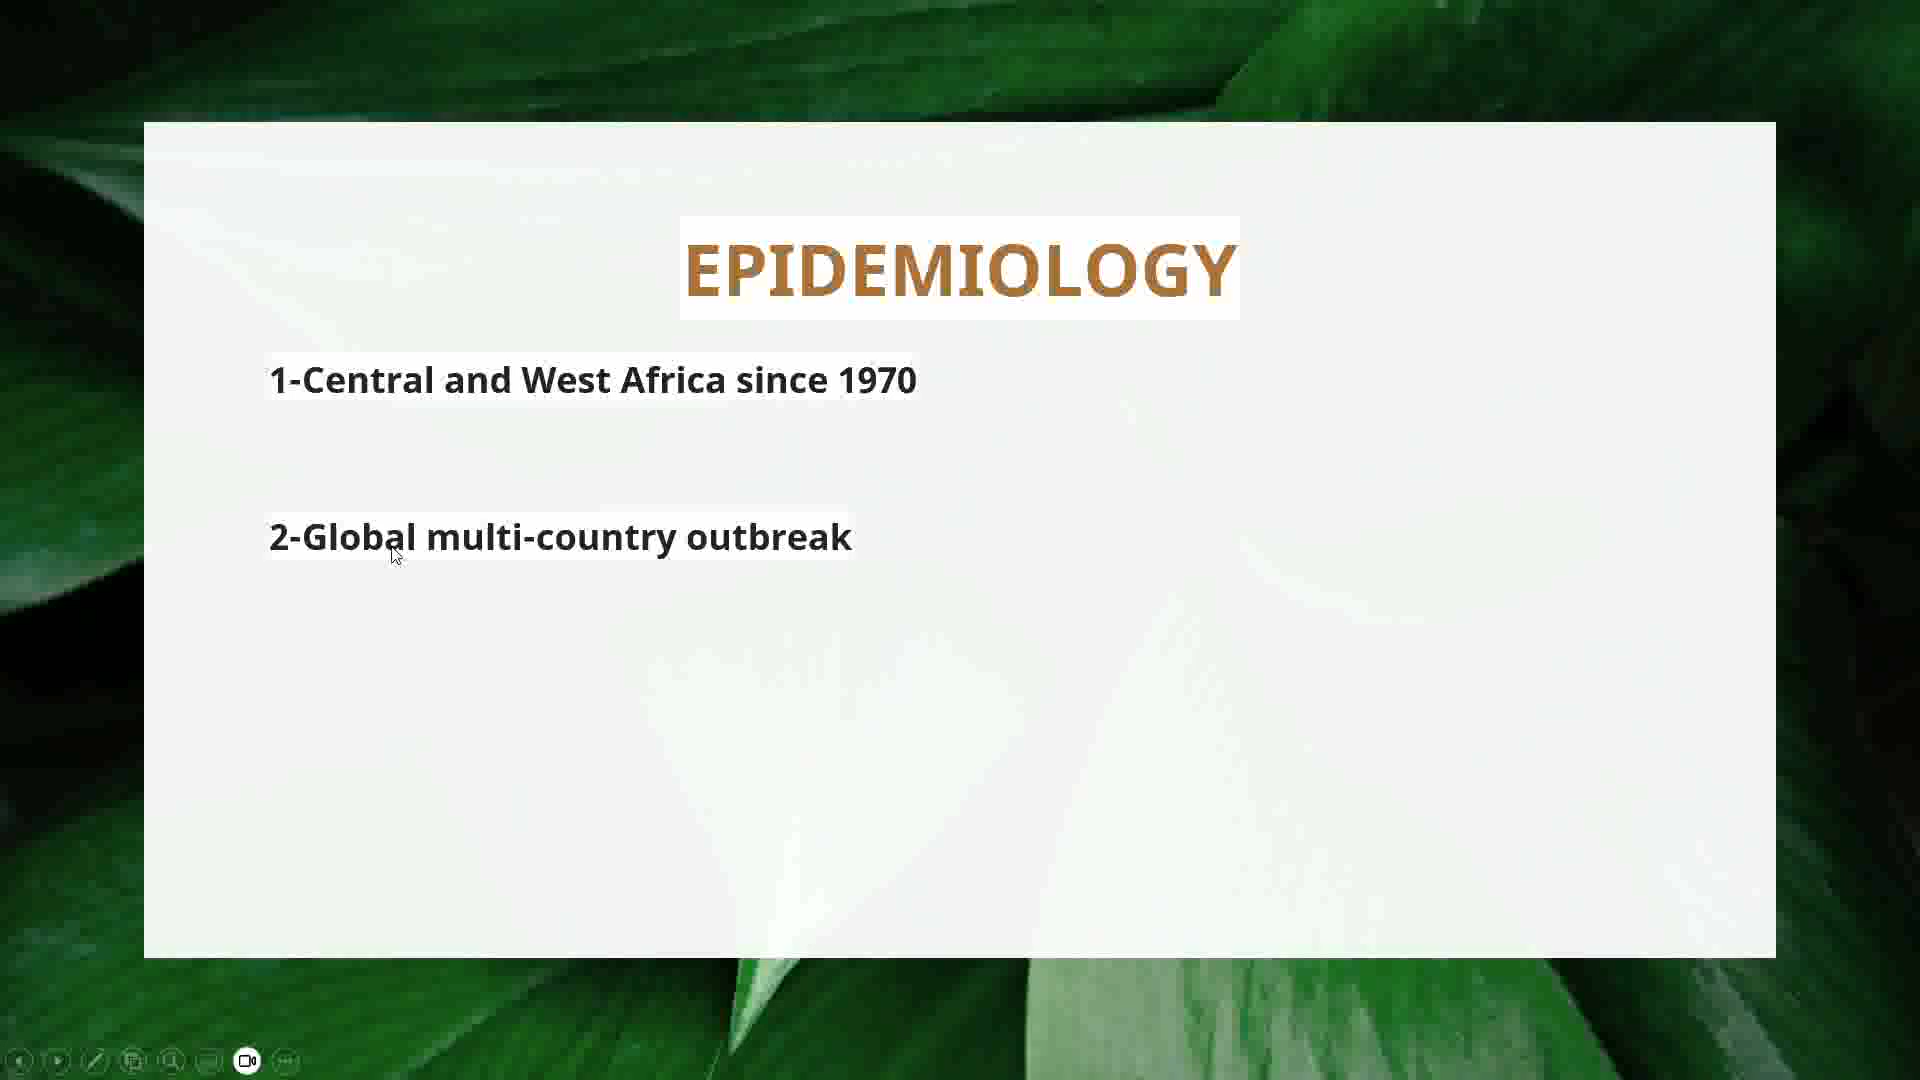 EPIDEMIOLOGY
1-Central and West Africa since 1970
2-Global multi-country outbreak